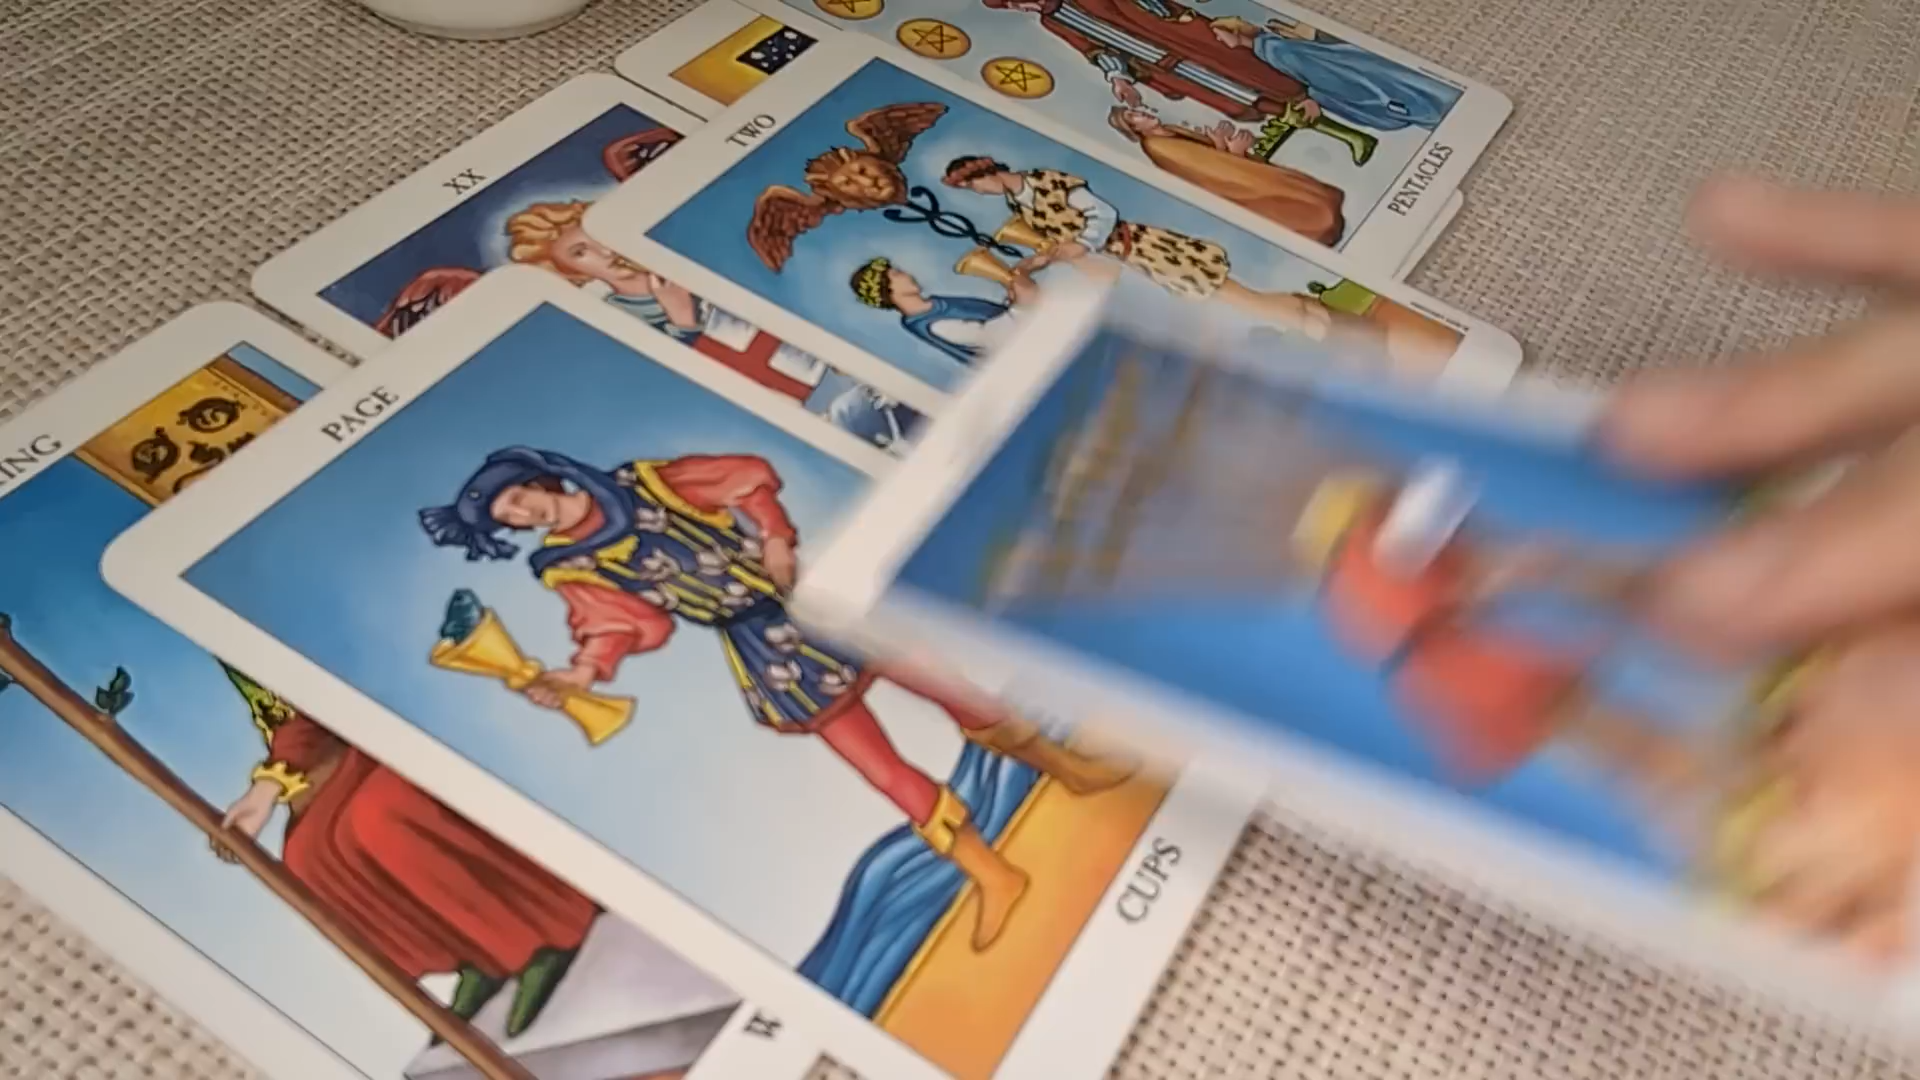 PENTACLES
TWO
XX
PAGE
ING
CUPS